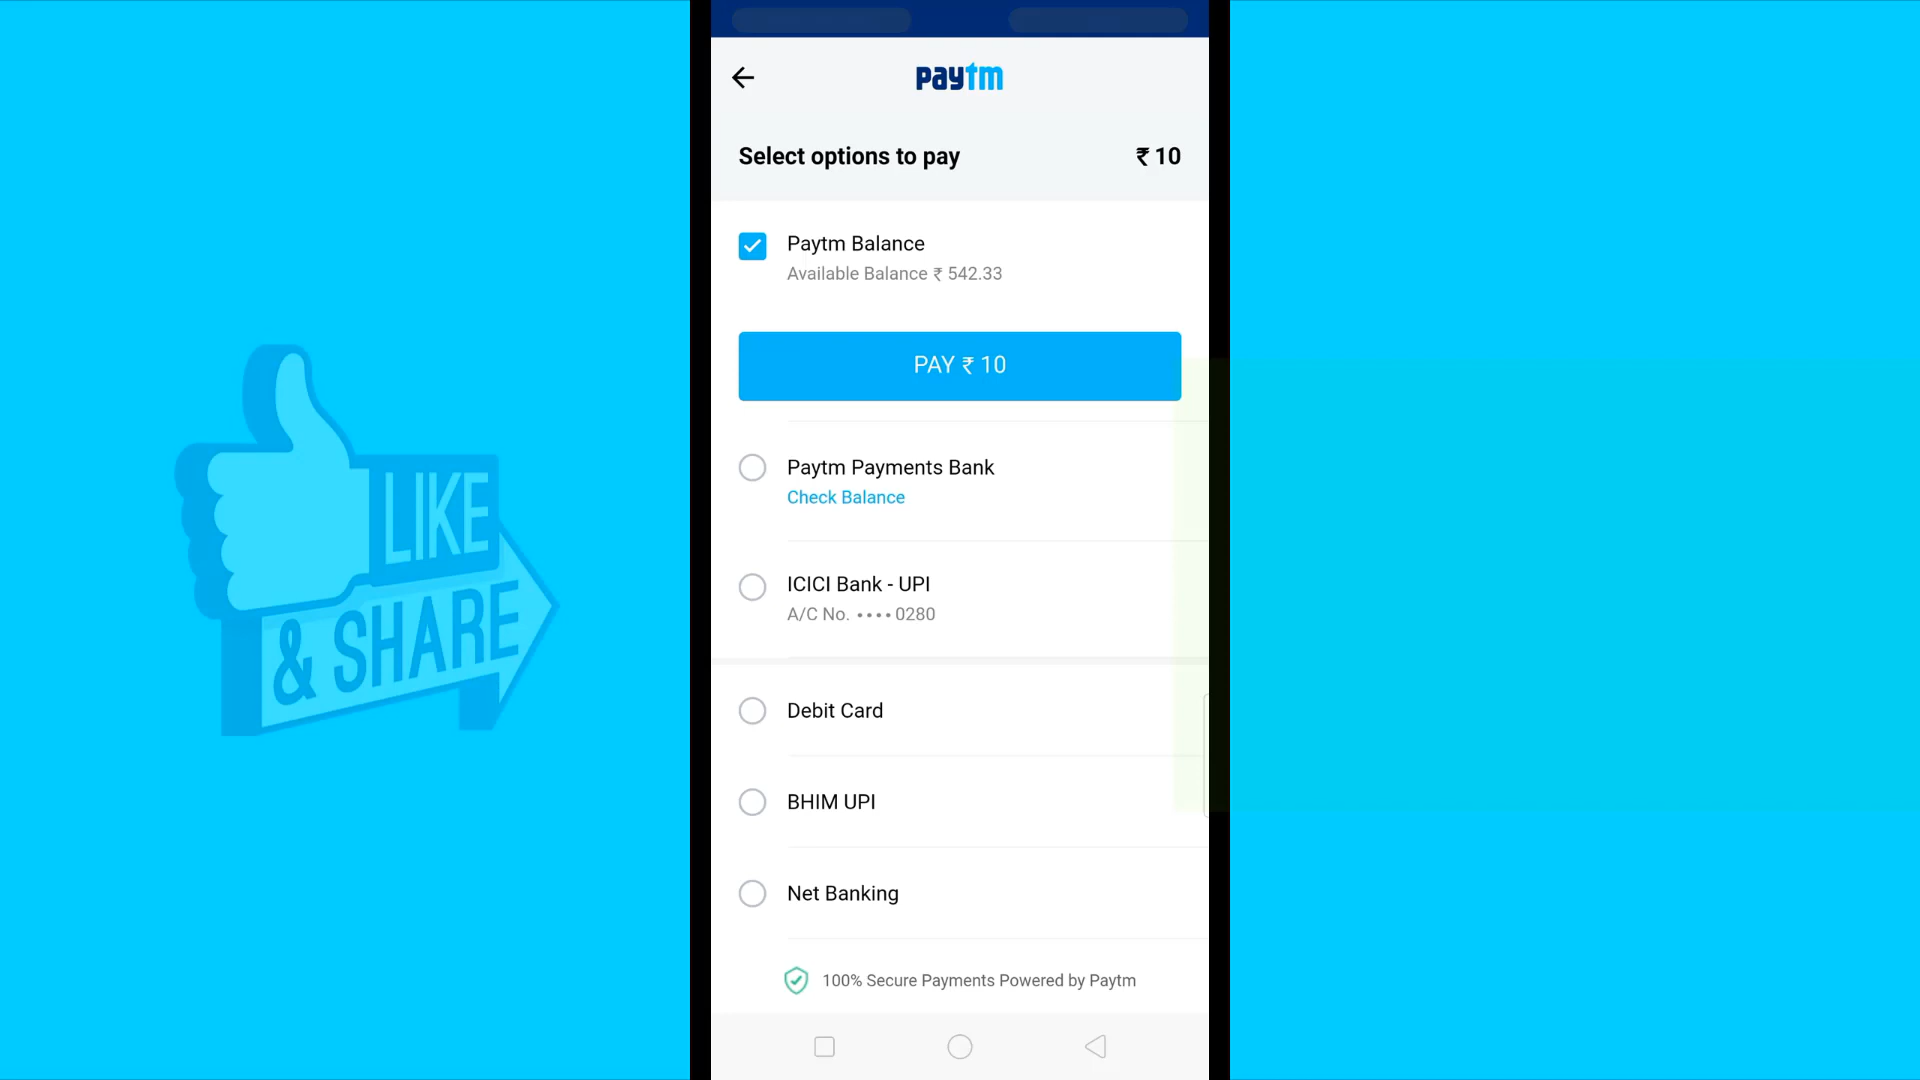 paytm
Select options to pay ₹ 10
Paytm Balance
Available Balance ₹ 542.33
PAY ₹ 10
Paytm Payments Bank
Check Balance
ICICI Bank - UPI
A/C No. •••• 0280
Debit Card
BHIM UPI
Net Banking
100% Secure Payments Powered by Paytm
LIKE
& SHARE